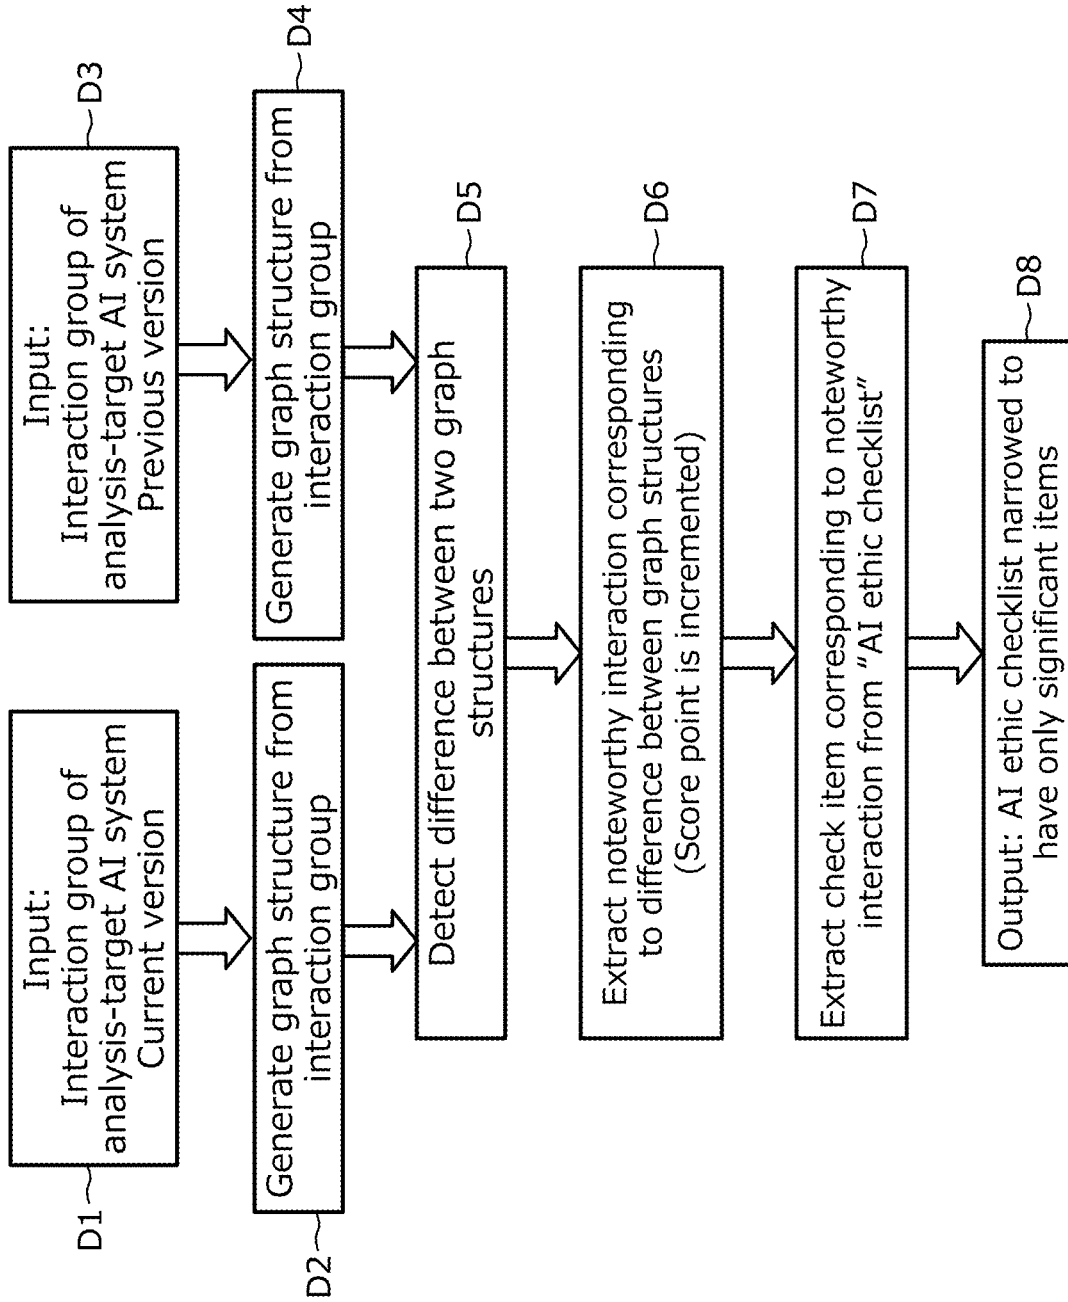 D1
Input:
Interaction group of
analysis-target AI system
Current version
D3
Input:
Interaction group of
analysis-target AI system
Previous version
D2
Generate graph structure from
interaction group
D4
Generate graph structure from
interaction group
D5
Detect difference between two graph
structures
D6
Extract noteworthy interaction corresponding
to difference between graph structures
(Score point is incremented)
D7
Extract check item corresponding to noteworthy
interaction from “AI ethic checklist”
D8
Output: AI ethic checklist narrowed to
have only significant items